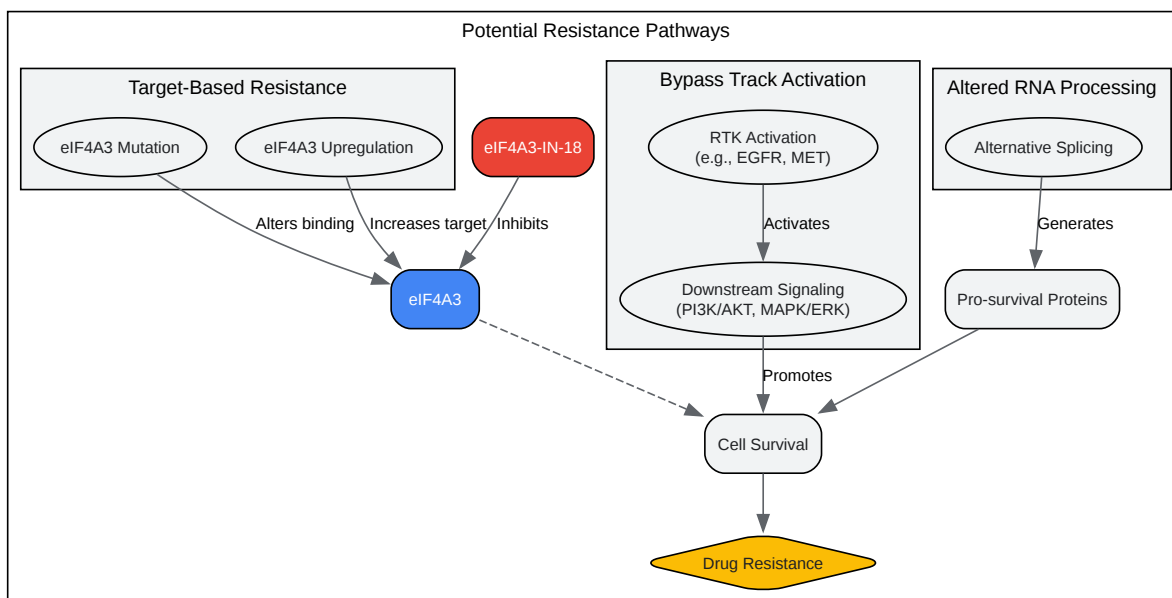 Potential Resistance Pathways
Target-Based Resistance
Bypass Track Activation
Altered RNA Processing
eIF4A3 Mutation
eIF4A3 Upregulation
eIF4A3-IN-18
RTK Activation
(e.g., EGFR, MET)
Alternative Splicing
Alters binding
Increases target
Inhibits
Activates
Generates
eIF4A3
Downstream Signaling
(PI3K/AKT, MAPK/ERK)
Pro-survival Proteins
Promotes
Cell Survival
Drug Resistance